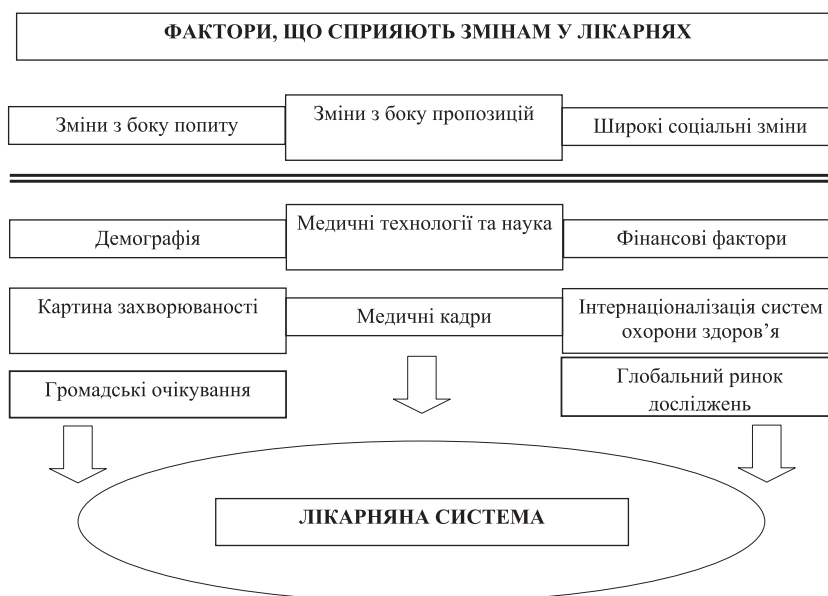 ФАКТОРИ, ЩО СПРИЯЮТЬ ЗМІНАМ У ЛІКАРНЯХ
Зміни з боку попиту
Зміни з боку пропозицій
Широкі соціальні зміни
Демографія
Медичні технології та наука
Фінансові фактори
Картина захворюваності
Медичні кадри
Інтернаціоналізація систем
охорони здоров’я
Громадські очікування
Глобальний ринок
досліджень
ЛІКАРНЯНА СИСТЕМА